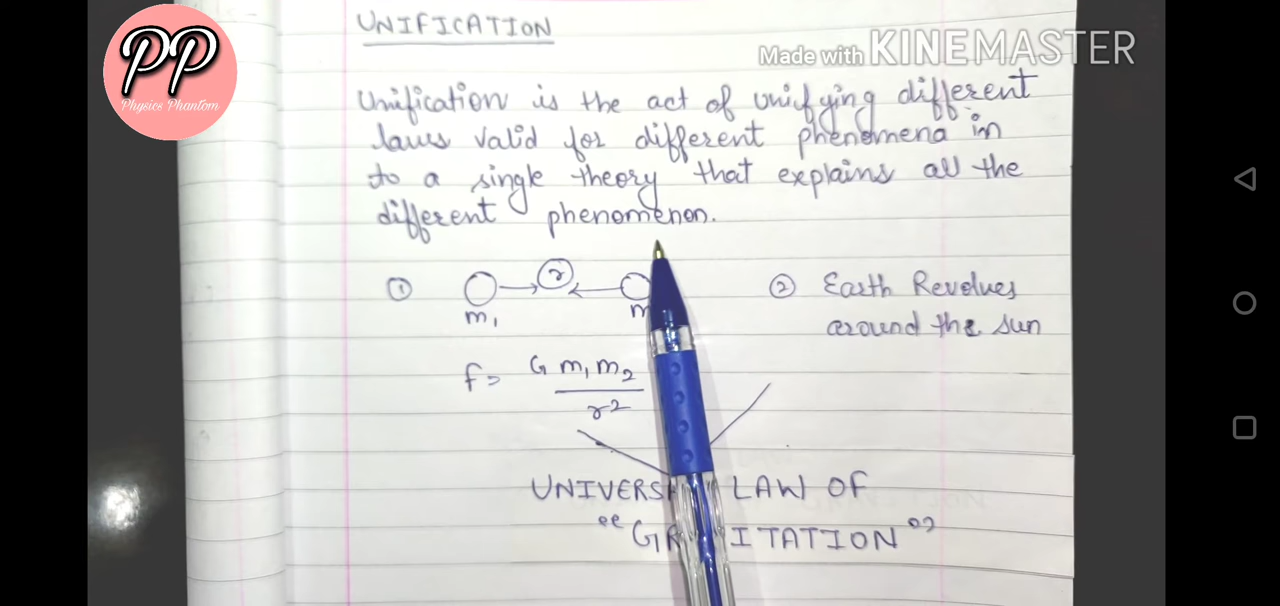 UNIFICATION
PP
Physics Phantom
Made with KINEMASTER
Unification is the act of unifying different
laws valid for different phenomena in
to a single theory that explains all the
different phenomenon.
① m1 r m
② Earth Revolves
around the sun
f = G m1 m2
r2
UNIVERS LAW OF
"GR ITATION"